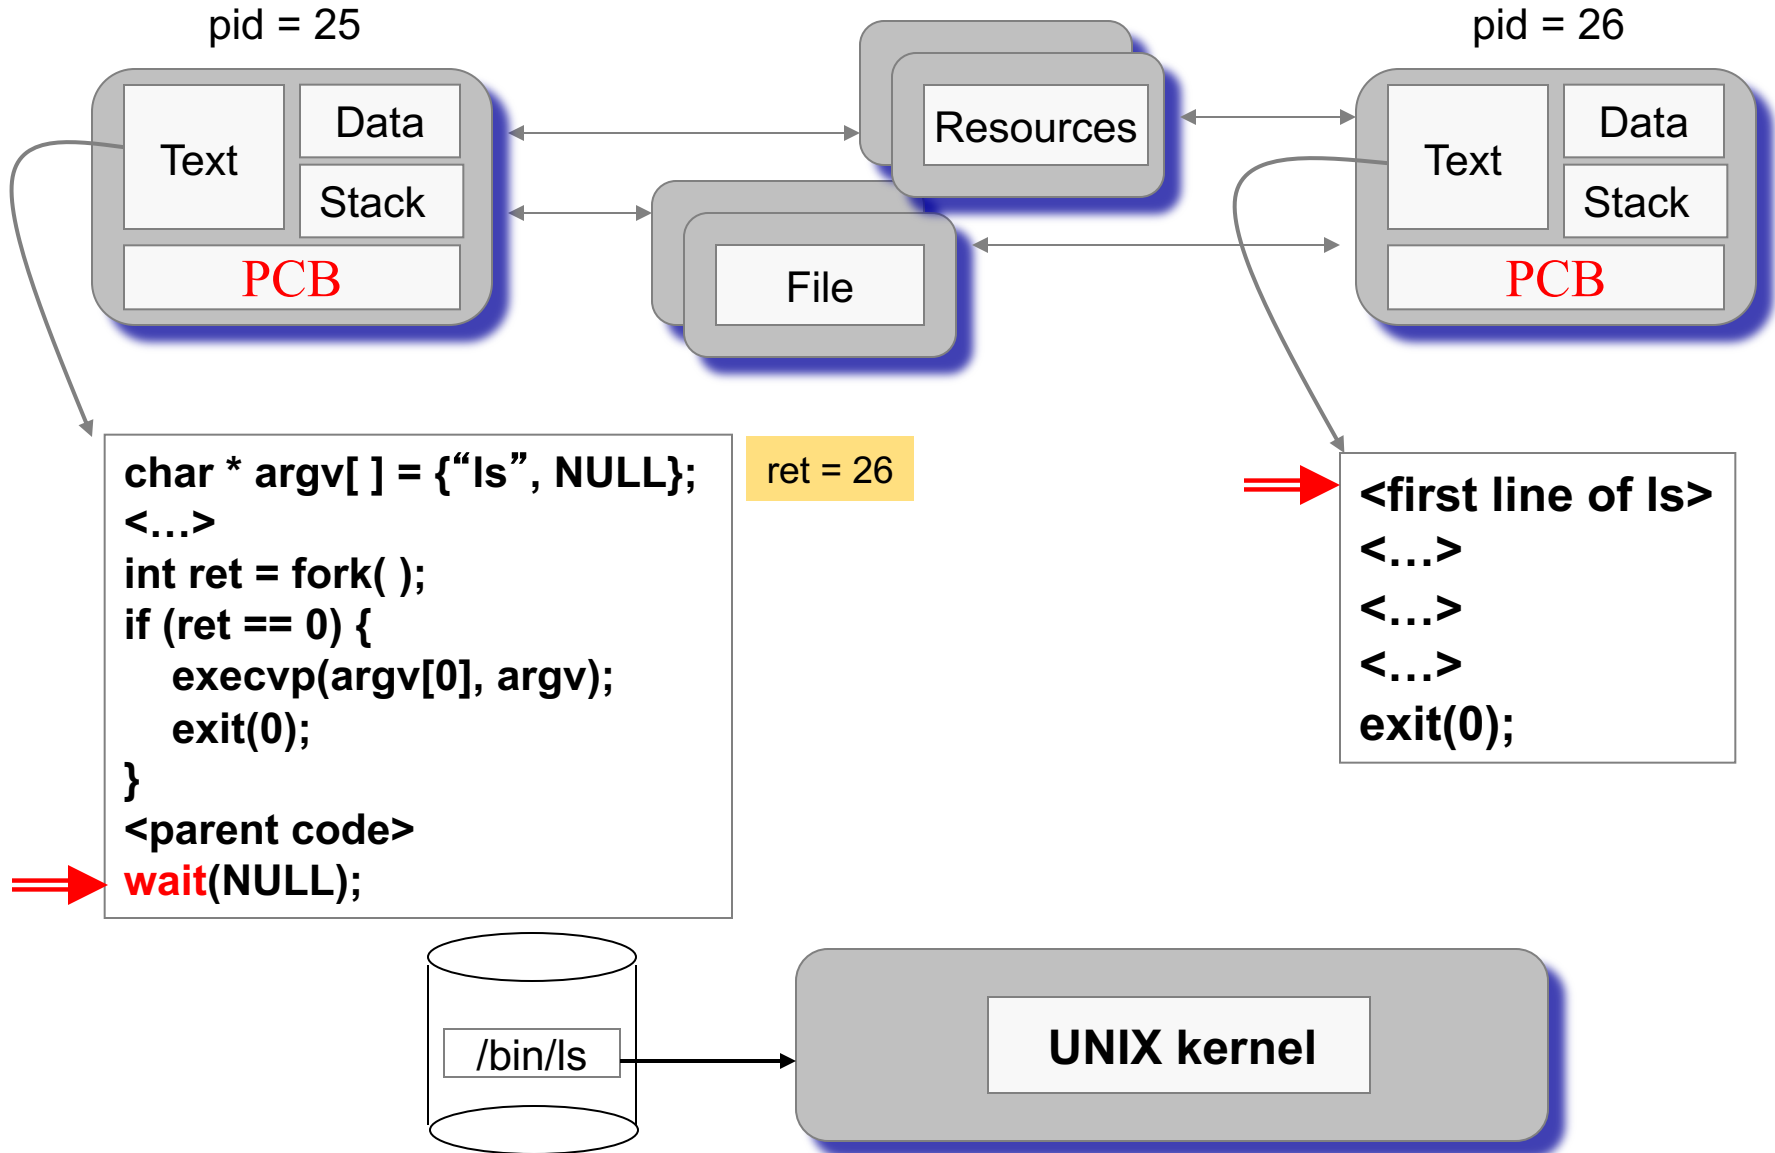 pid = 25
pid = 26
Text
Data
Stack
PCB
Resources
File
Text
Data
Stack
PCB
char * argv[ ] = {“ls”, NULL};
<...>
int ret = fork( );
if (ret == 0) {
execvp(argv[0], argv);
exit(0);
}
<parent code>
wait(NULL);
ret = 26
<first line of ls>
<...>
<...>
<...>
exit(0);
/bin/ls
UNIX kernel